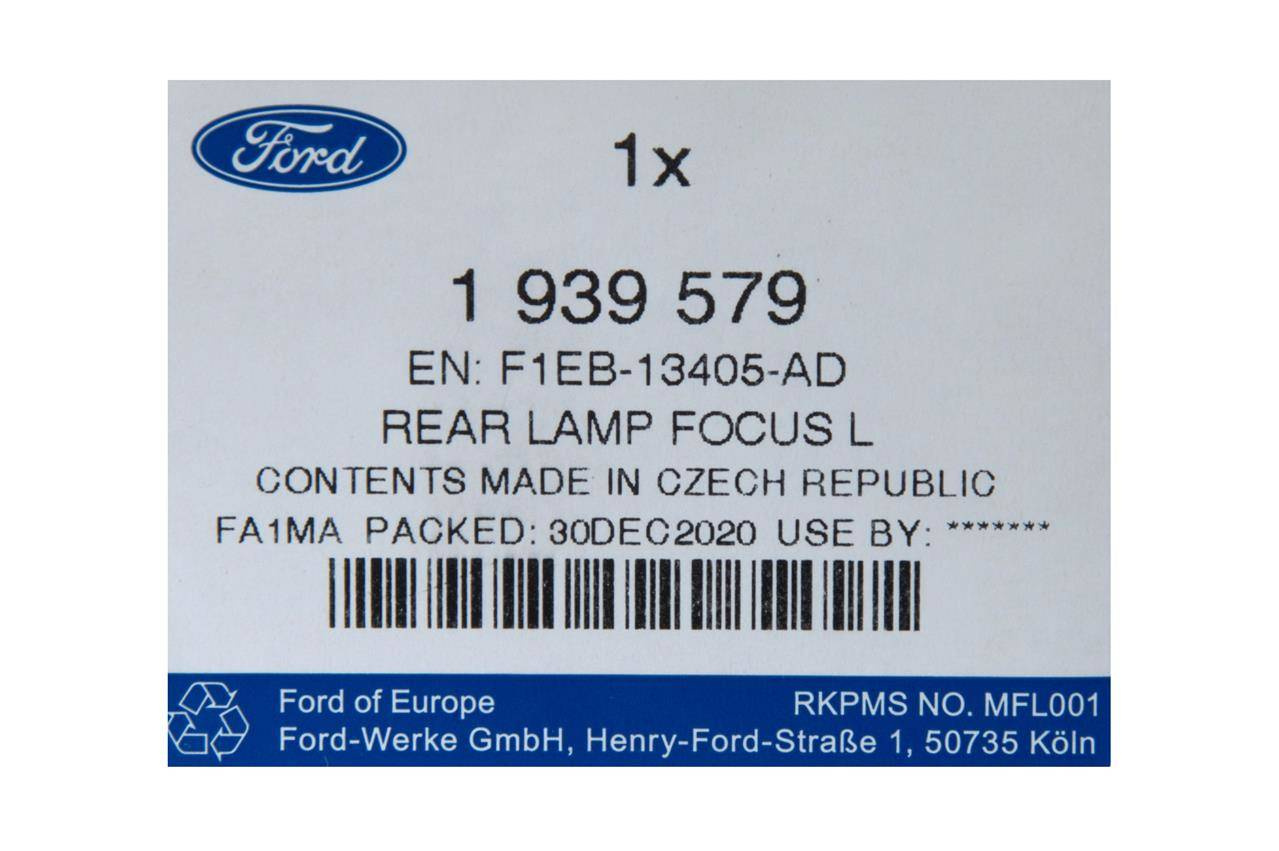 Ford
1x
1 939 579
EN: F1EB-13405-AD
REAR LAMP FOCUS L
CONTENTS MADE IN CZECH REPUBLIC
FA1MA PACKED: 30DEC2020 USE BY: *******
Ford of Europe RKPMS NO. MFL001
Ford-Werke GmbH, Henry-Ford-Straße 1, 50735 Köln